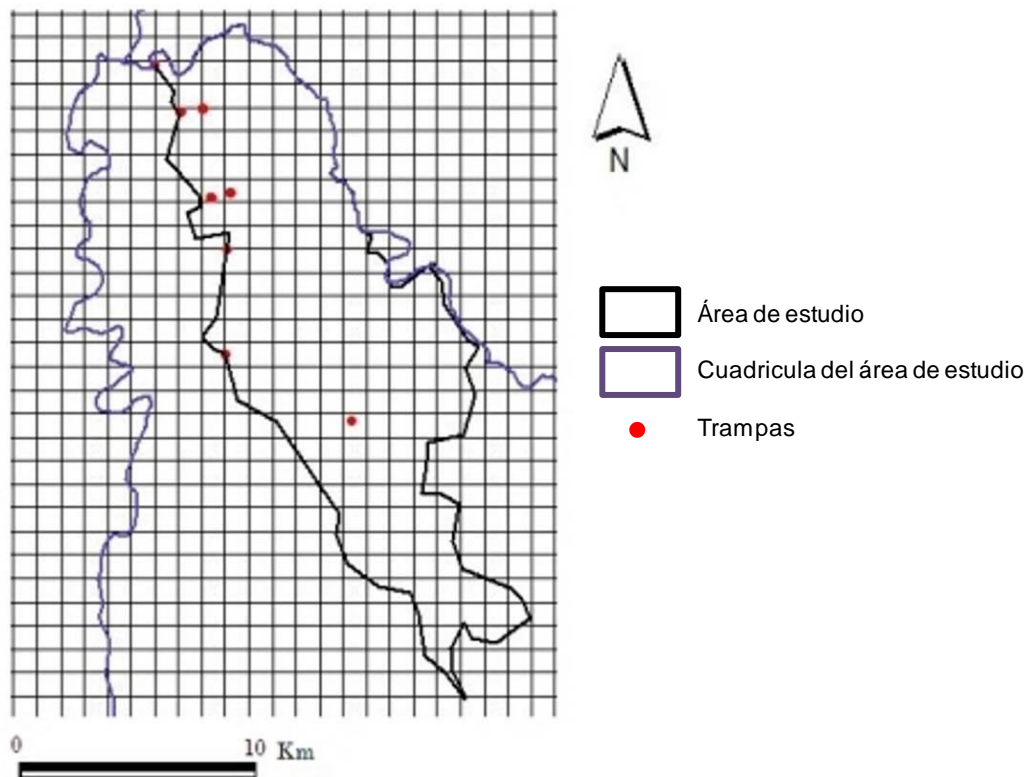 N
Área de estudio
Cuadricula del área de estudio
Trampas
0 10 Km